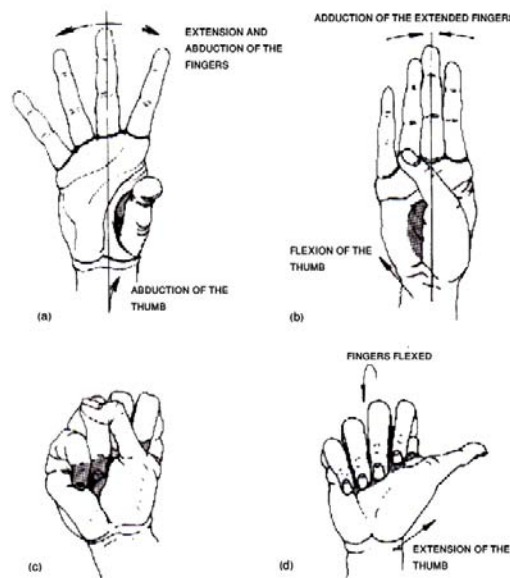 EXTENSION AND
ABDUCTION OF THE
FINGERS
ABDUCTION OF THE
THUMB
(a)
ADDUCTION OF THE EXTENDED FINGERS
FLEXION OF THE
THUMB
(b)
(c)
FINGERS FLEXED
EXTENSION OF THE
THUMB
(d)